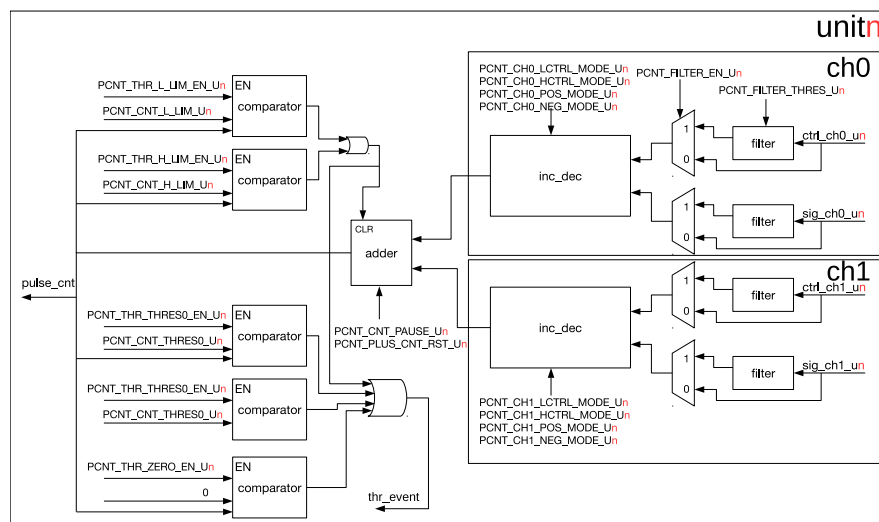 unitn
ch0
PCNT_CH0_LCTRL_MODE_Un
PCNT_CH0_HCTRL_MODE_Un
PCNT_CH0_POS_MODE_Un
PCNT_CH0_NEG_MODE_Un
PCNT_FILTER_EN_Un
PCNT_FILTER_THRES_Un
PCNT_THR_L_LIM_EN_Un
EN
comparator
PCNT_CNT_L_LIM_Un
PCNT_THR_H_LIM_EN_Un
EN
comparator
PCNT_CNT_H_LIM_Un
inc_dec
1
0
filter
ctrl_ch0_un
1
0
filter
sig_ch0_un
CLR
adder
pulse_cnt
PCNT_CNT_PAUSE_Un
PCNT_PLUS_CNT_RST_Un
ch1
inc_dec
1
0
filter
ctrl_ch1_un
1
0
filter
sig_ch1_un
PCNT_CH1_LCTRL_MODE_Un
PCNT_CH1_HCTRL_MODE_Un
PCNT_CH1_POS_MODE_Un
PCNT_CH1_NEG_MODE_Un
PCNT_THR_THRES0_EN_Un
EN
comparator
PCNT_CNT_THRES0_Un
PCNT_THR_THRES0_EN_Un
EN
comparator
PCNT_CNT_THRES0_Un
PCNT_THR_ZERO_EN_Un
EN
comparator
0
thr_event